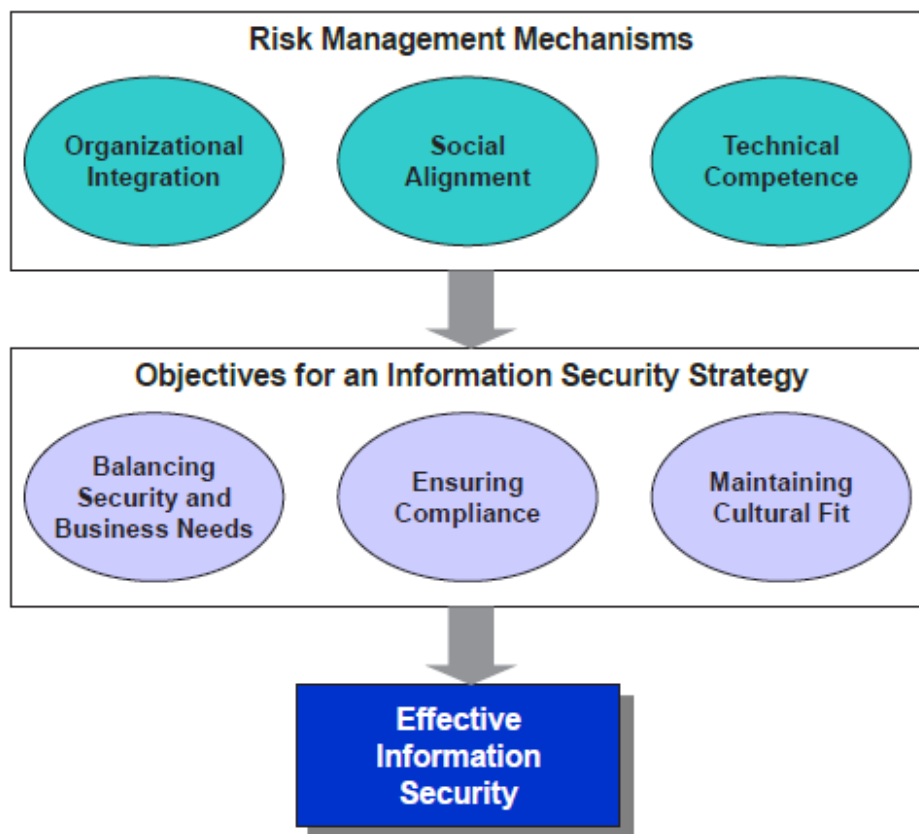 Risk Management Mechanisms
Organizational
Integration
Social
Alignment
Technical
Competence
Objectives for an Information Security Strategy
Balancing
Security and
Business Needs
Ensuring
Compliance
Maintaining
Cultural Fit
Effective
Information
Security